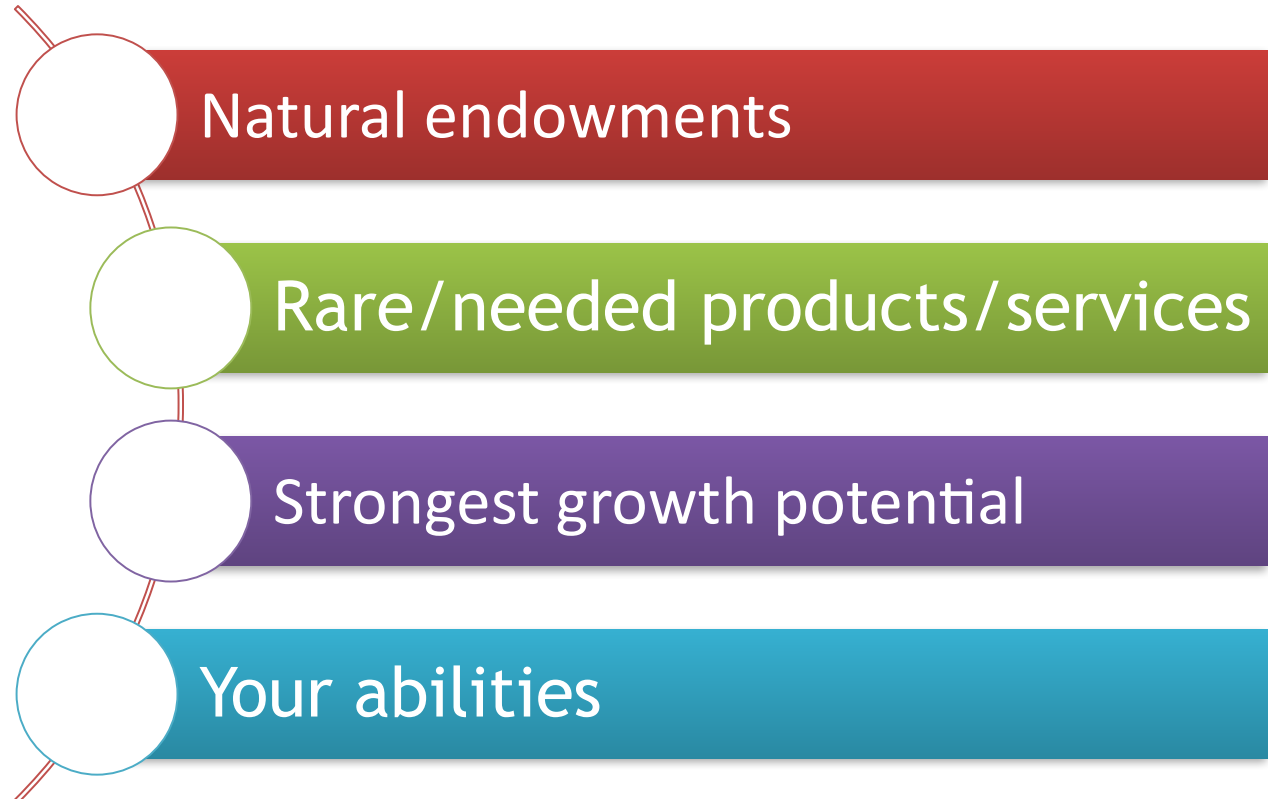 Natural endowments
Rare/needed products/services
Strongest growth potential
Your abilities